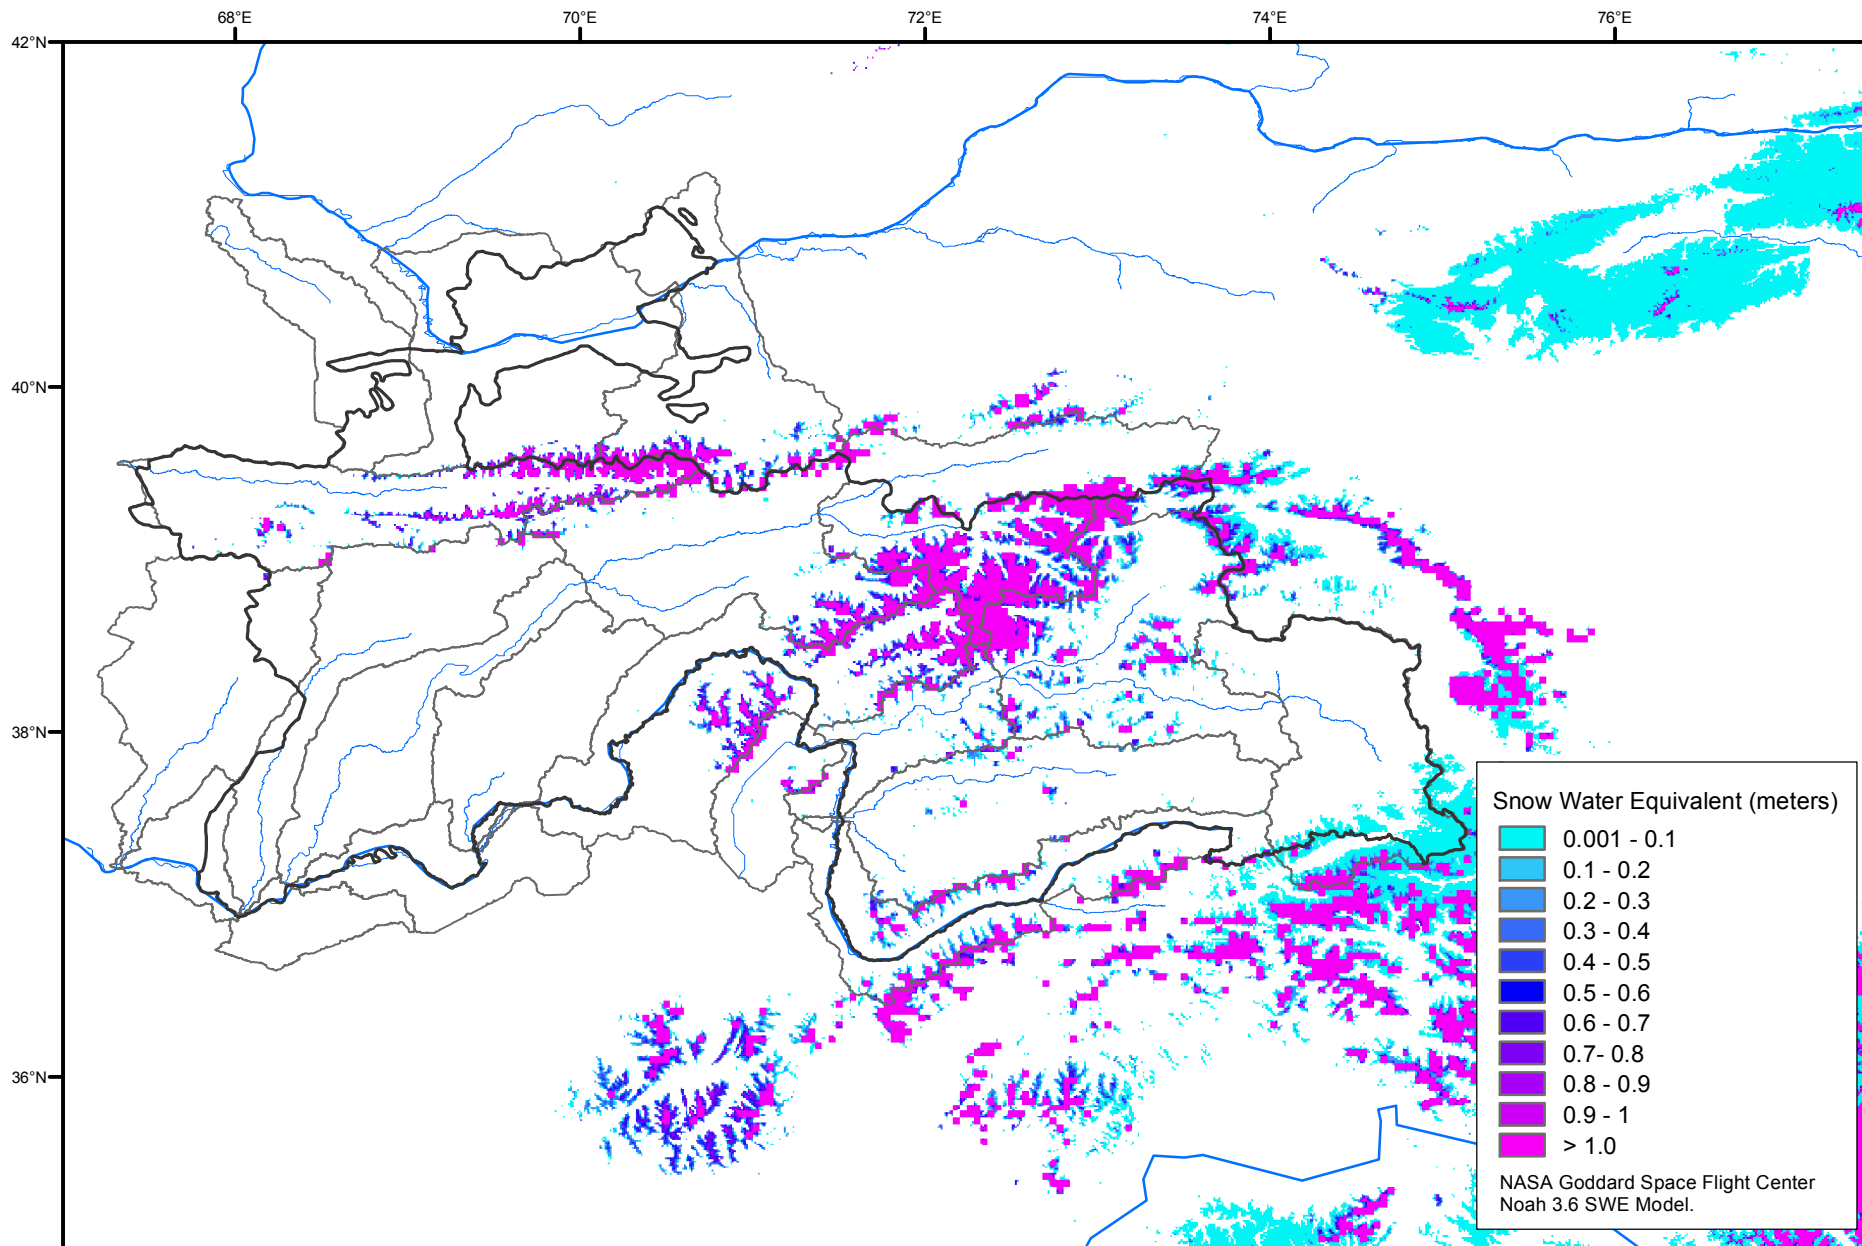 68°E 70°E 72°E 74°E 76°E
42°N
40°N
38°N
36°N
Snow Water Equivalent (meters)
0.001 - 0.1
0.1 - 0.2
0.2 - 0.3
0.3 - 0.4
0.4 - 0.5
0.5 - 0.6
0.6 - 0.7
0.7- 0.8
0.8 - 0.9
0.9 - 1
> 1.0
NASA Goddard Space Flight Center
Noah 3.6 SWE Model.